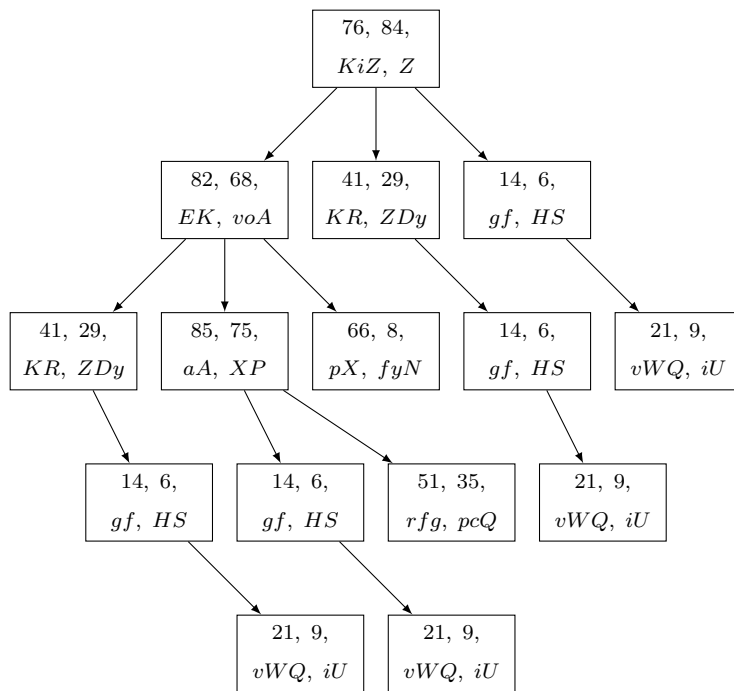 76, 84,
KiZ, Z
82, 68,
EK, voA
41, 29,
KR, ZDy
14, 6,
gf, HS
41, 29,
KR, ZDy
85, 75,
aA, XP
66, 8,
pX, fyN
14, 6,
gf, HS
21, 9,
vWQ, iU
14, 6,
gf, HS
14, 6,
gf, HS
51, 35,
rfg, pcQ
21, 9,
vWQ, iU
21, 9,
vWQ, iU
21, 9,
vWQ, iU